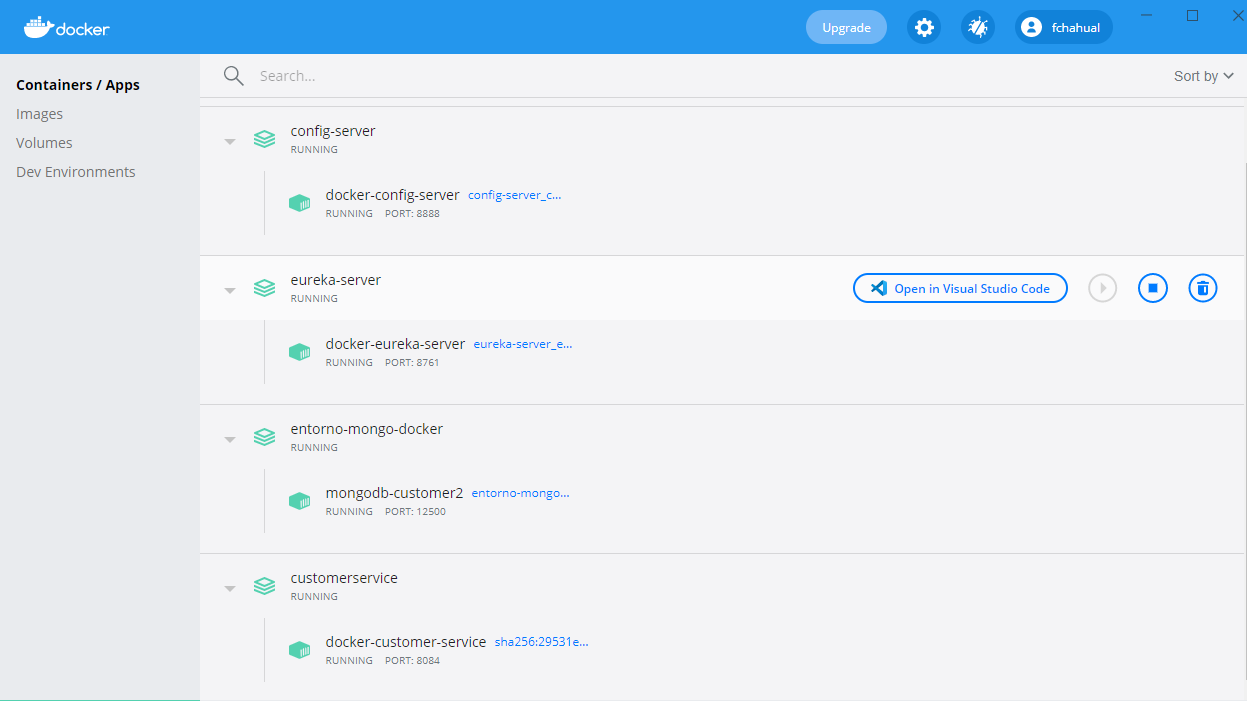 docker
Upgrade
fchahual
Containers / Apps
Images
Volumes
Dev Environments
Search...
Sort by
config-server
RUNNING
docker-config-server config-server_c...
RUNNING PORT: 8888
eureka-server
RUNNING
Open in Visual Studio Code
docker-eureka-server eureka-server_e...
RUNNING PORT: 8761
entorno-mongo-docker
RUNNING
mongodb-customer2 entorno-mongo...
RUNNING PORT: 12500
customerservice
RUNNING
docker-customer-service sha256:29531e...
RUNNING PORT: 8084